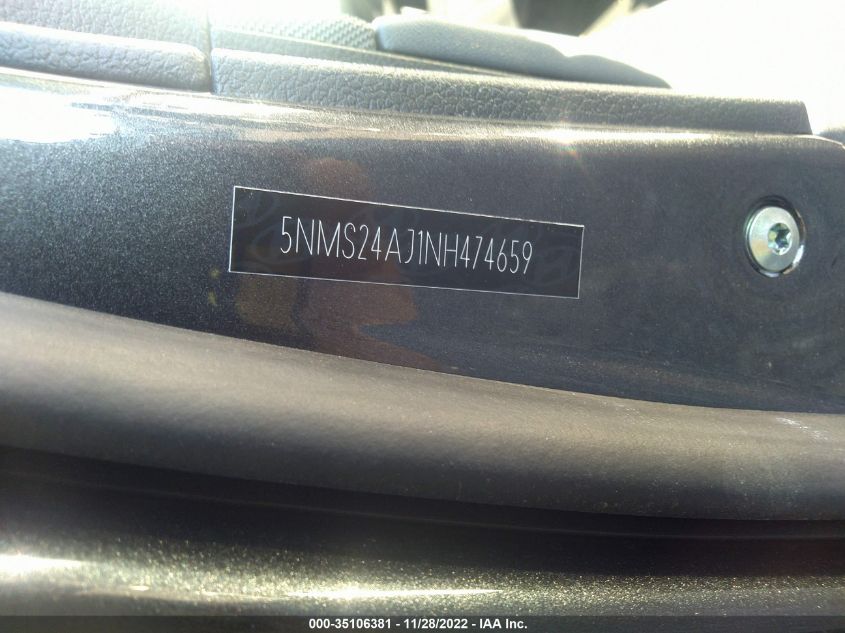 5NMS24AJ1NH474659
000-35106381 - 11/28/2022 - IAA Inc.